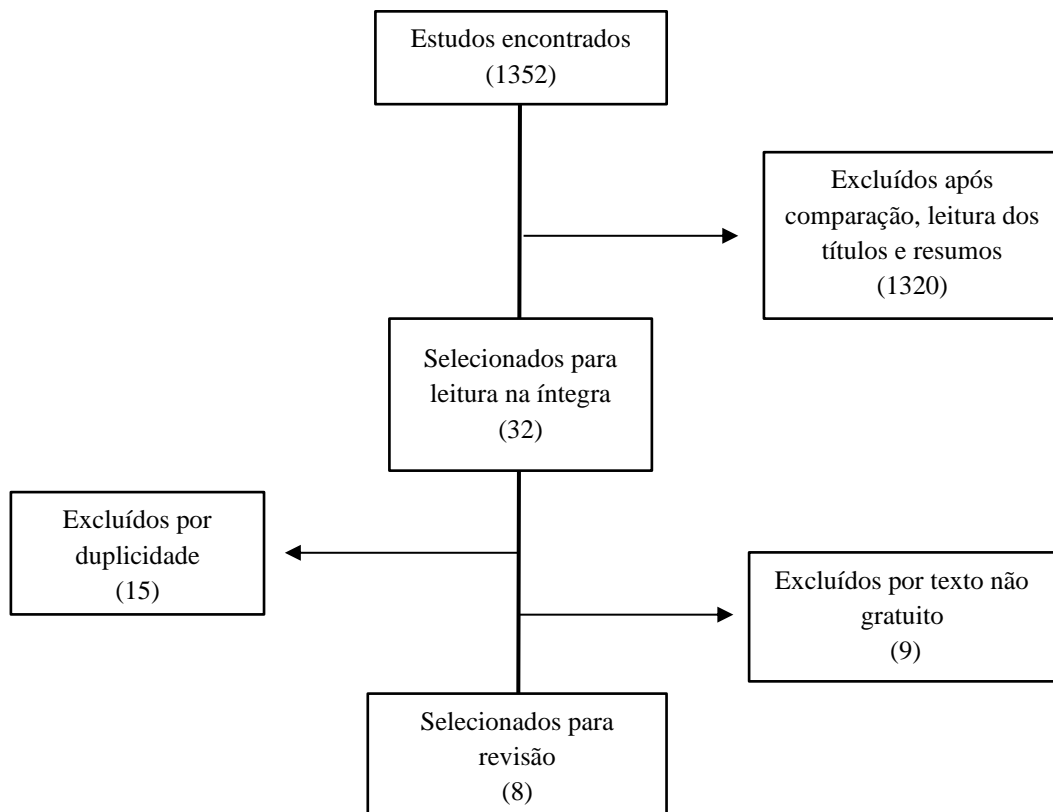 Estudos encontrados
(1352)
Excluídos após
comparação, leitura dos
títulos e resumos
(1320)
Selecionados para
leitura na íntegra
(32)
Excluídos por
duplicidade
(15)
Excluídos por texto não
gratuito
(9)
Selecionados para
revisão
(8)